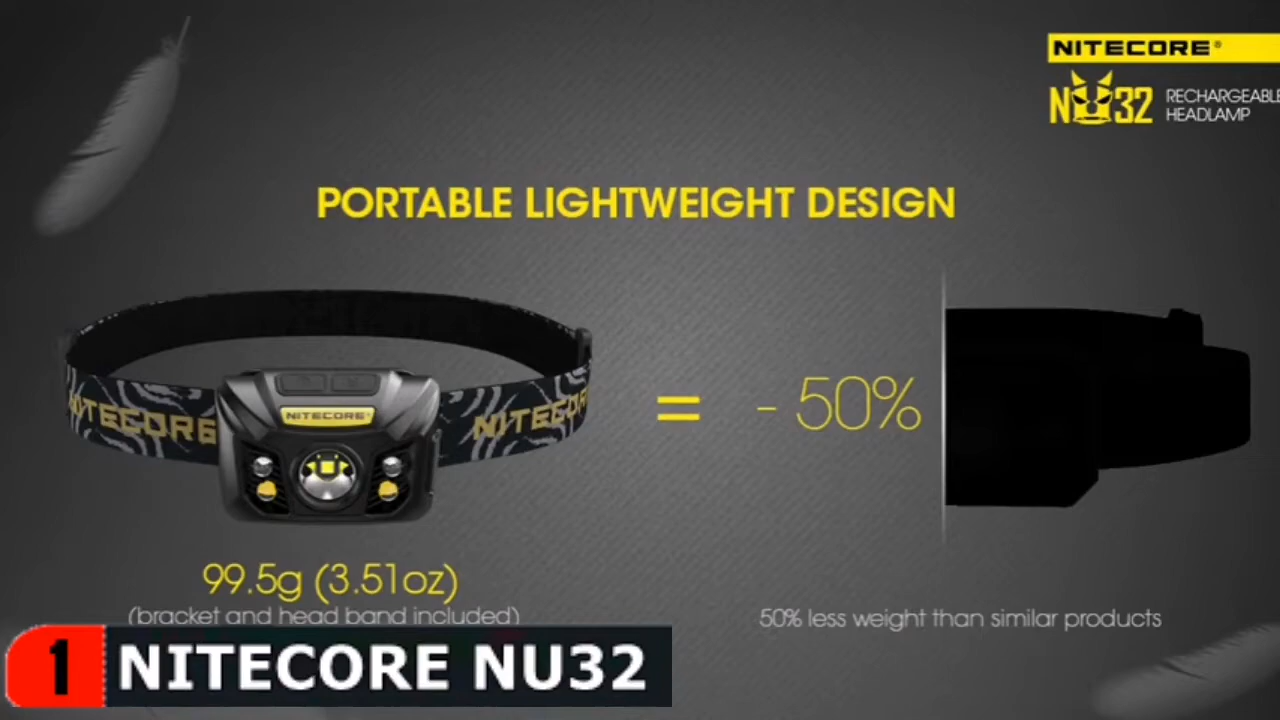 NITECORE®
NU32
RECHARGEABLE
HEADLAMP
PORTABLE LIGHTWEIGHT DESIGN
NITECORE NITECORE® NITECOR
= - 50%
99.5g (3.51oz)
(bracket and head band included)
50% less weight than similar products
1 NITECORE NU32